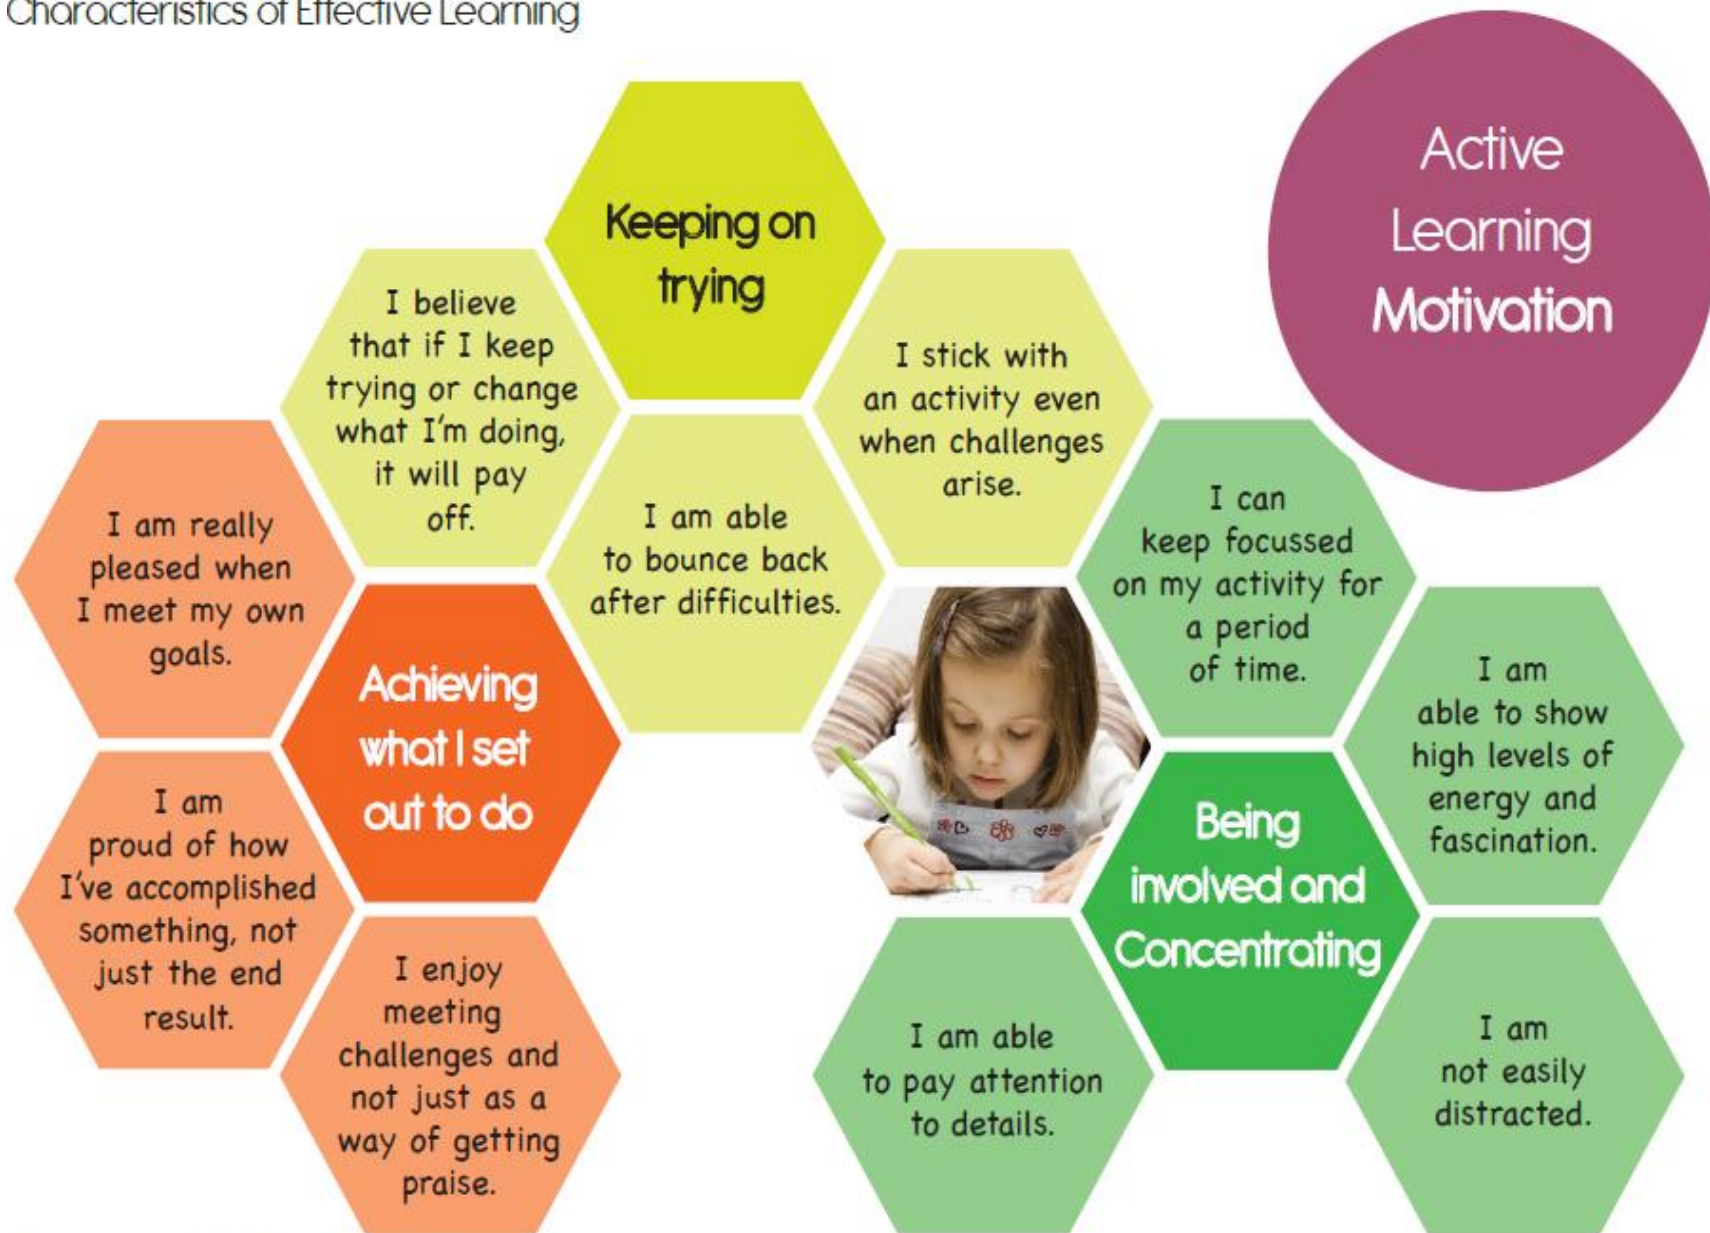 Characteristics of Effective Learning
Active
Learning
Motivation
Keeping on
trying
I believe
that if I keep
trying or change
what I'm doing,
it will pay
off.
I am able
to bounce back
after difficulties.
I stick with
an activity even
when challenges
arise.
Achieving
what I set
out to do
I am really
pleased when
I meet my own
goals.
I am
proud of how
I've accomplished
something, not
just the end
result.
I enjoy
meeting
challenges and
not just as a
way of getting
praise.
Being
involved and
Concentrating
I can
keep focussed
on my activity for
a period
of time.
I am
able to show
high levels of
energy and
fascination.
I am able
to pay attention
to details.
I am
not easily
distracted.